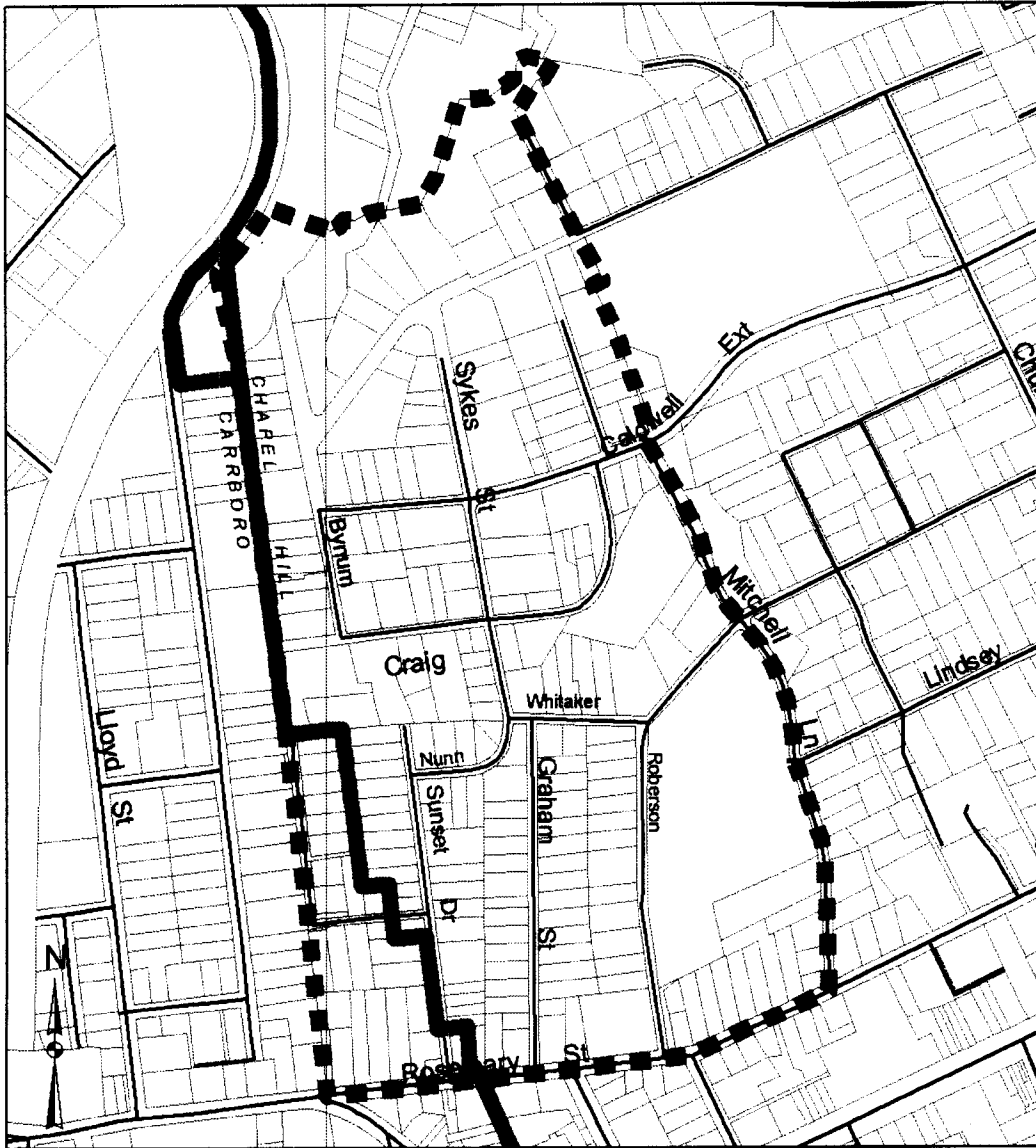 Ext
Sykes
St
Caldwell
CHAPEL HILL
CARRBORO
Bynum
Mitchell
Ln
Craig
Lindsey
Whitaker
Lloyd
St
Nunn
Graham
St
Roberson
Sunset
Dr
N
Rosemary St